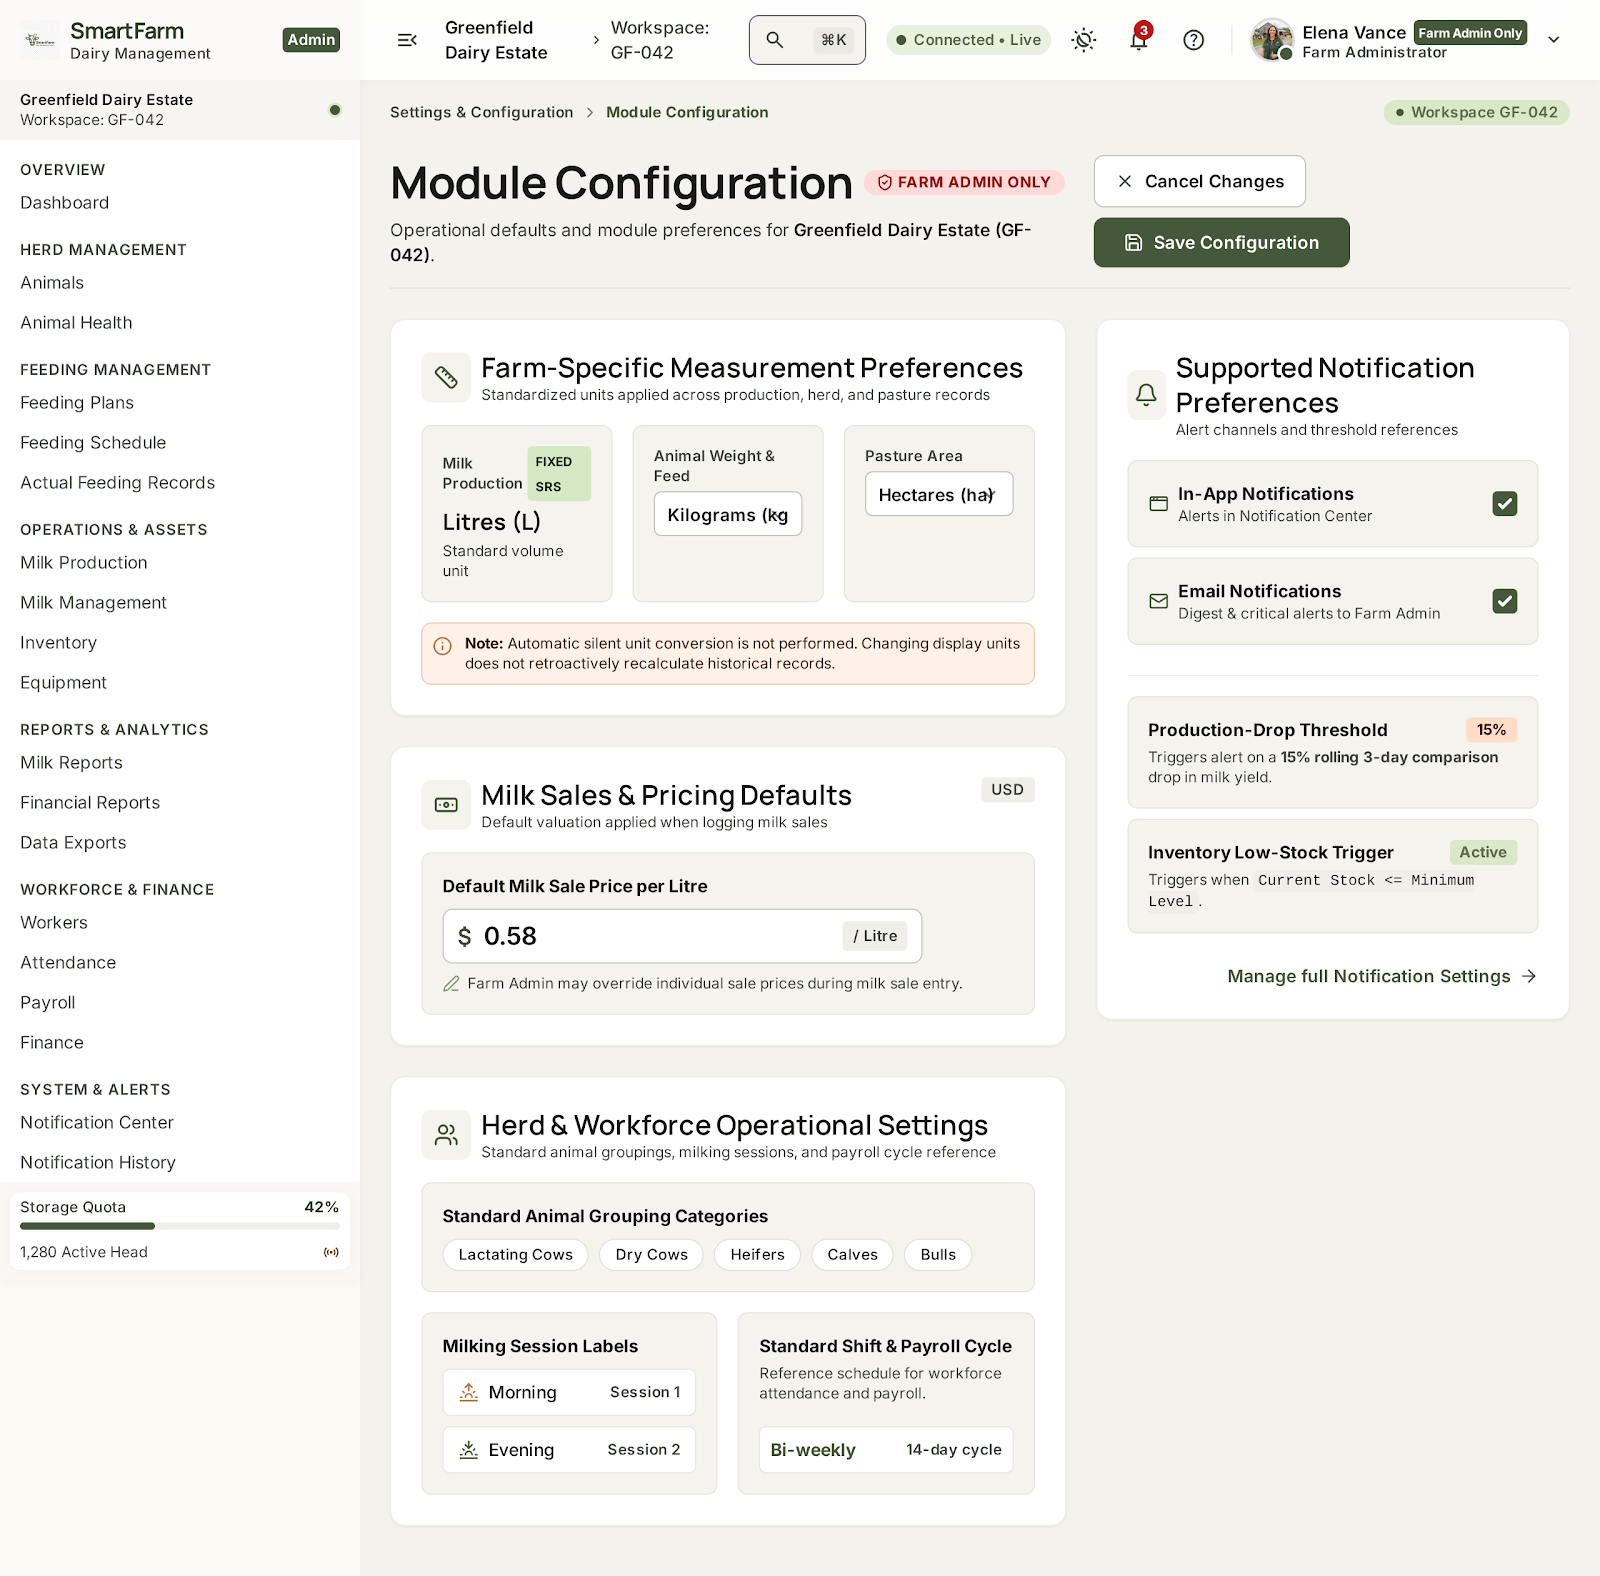 SmartFarm
Dairy Management
Admin
Greenfield
Dairy Estate
Workspace:
GF-042
⌘K
Connected • Live
3
Elena Vance
Farm Admin Only
Farm Administrator
Greenfield Dairy Estate
Workspace: GF-042
OVERVIEW
Dashboard
HERD MANAGEMENT
Animals
Animal Health
FEEDING MANAGEMENT
Feeding Plans
Feeding Schedule
Actual Feeding Records
OPERATIONS & ASSETS
Milk Production
Milk Management
Inventory
Equipment
REPORTS & ANALYTICS
Milk Reports
Financial Reports
Data Exports
WORKFORCE & FINANCE
Workers
Attendance
Payroll
Finance
SYSTEM & ALERTS
Notification Center
Notification History
Storage Quota
42%
1,280 Active Head
Settings & Configuration
Module Configuration
Workspace GF-042
Module Configuration
FARM ADMIN ONLY
Operational defaults and module preferences for Greenfield Dairy Estate (GF-
042).
Cancel Changes
Save Configuration
Farm-Specific Measurement Preferences
Standardized units applied across production, herd, and pasture records
Milk
Production
FIXED
SRS
Litres (L)
Standard volume
unit
Animal Weight &
Feed
Kilograms (kg
Pasture Area
Hectares (ha)
Note: Automatic silent unit conversion is not performed. Changing display units
does not retroactively recalculate historical records.
Milk Sales & Pricing Defaults
Default valuation applied when logging milk sales
USD
Default Milk Sale Price per Litre
$ 0.58
/ Litre
Farm Admin may override individual sale prices during milk sale entry.
Herd & Workforce Operational Settings
Standard animal groupings, milking sessions, and payroll cycle reference
Standard Animal Grouping Categories
Lactating Cows
Dry Cows
Heifers
Calves
Bulls
Milking Session Labels
Morning
Session 1
Evening
Session 2
Standard Shift & Payroll Cycle
Reference schedule for workforce
attendance and payroll.
Bi-weekly
14-day cycle
Supported Notification
Preferences
Alert channels and threshold references
In-App Notifications
Alerts in Notification Center
Email Notifications
Digest & critical alerts to Farm Admin
Production-Drop Threshold
15%
Triggers alert on a 15% rolling 3-day comparison
drop in milk yield.
Inventory Low-Stock Trigger
Active
Triggers when Current Stock <= Minimum
Level.
Manage full Notification Settings